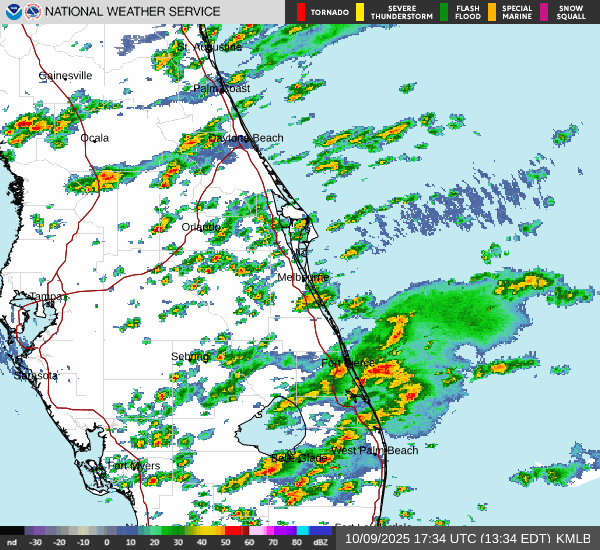 NATIONAL WEATHER SERVICE
TORNADO
SEVERE THUNDERSTORM
FLASH FLOOD
SPECIAL MARINE
SNOW SQUALL
St. Augustine
Gainesville
Palm Coast
Ocala
Daytona Beach
Orlando
Melbourne
Tampa
Sebring
Fort Pierce
Sarasota
West Palm Beach
Belle Glade
Fort Myers
nd -30 -20 -10 0 10 20 30 40 50 60 70 80 dBZ
10/09/2025 17:34 UTC (13:34 EDT) KMLB